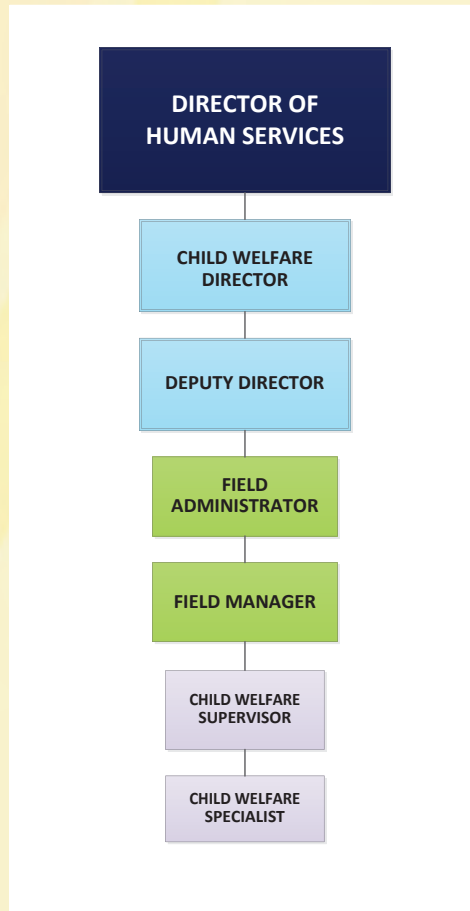 DIRECTOR OF
HUMAN SERVICES
CHILD WELFARE
DIRECTOR
DEPUTY DIRECTOR
FIELD
ADMINISTRATOR
FIELD MANAGER
CHILD WELFARE
SUPERVISOR
CHILD WELFARE
SPECIALIST